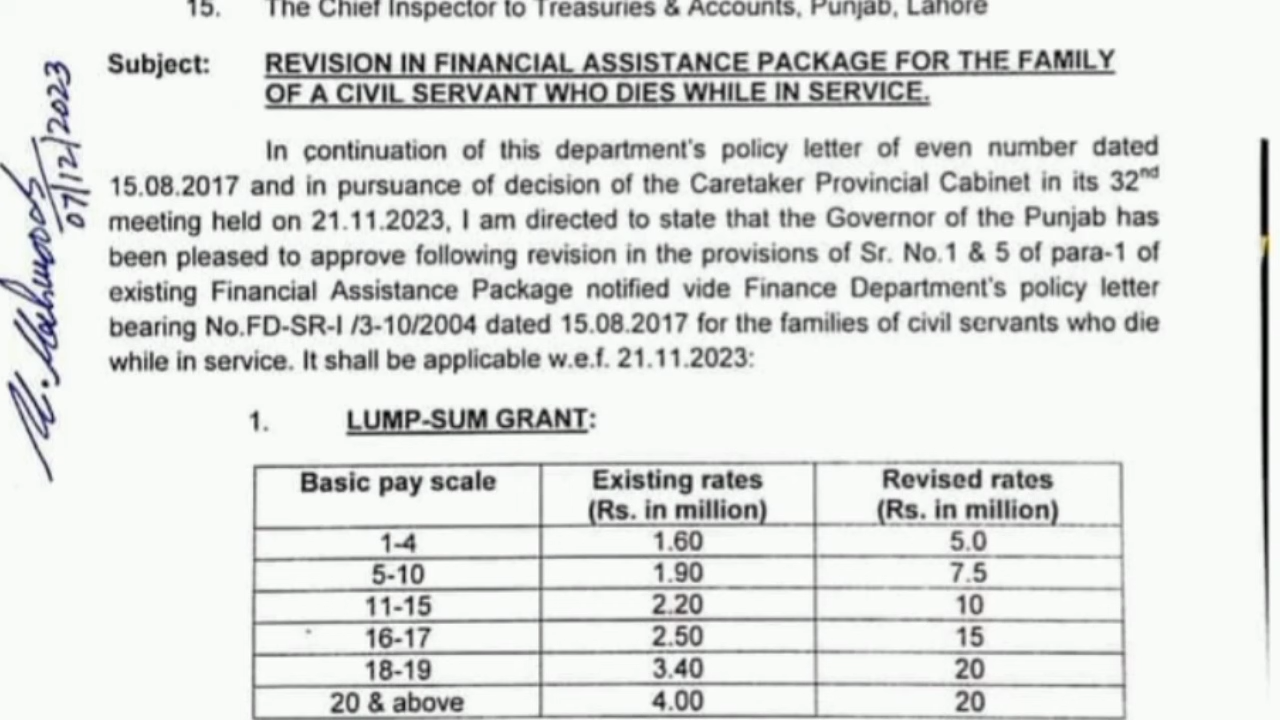 15. The Chief Inspector to Treasuries & Accounts, Punjab, Lahore
Subject: REVISION IN FINANCIAL ASSISTANCE PACKAGE FOR THE FAMILY
OF A CIVIL SERVANT WHO DIES WHILE IN SERVICE.
In continuation of this department's policy letter of even number dated
15.08.2017 and in pursuance of decision of the Caretaker Provincial Cabinet in its 32nd
meeting held on 21.11.2023, I am directed to state that the Governor of the Punjab has
been pleased to approve following revision in the provisions of Sr. No.1 & 5 of para-1 of
existing Financial Assistance Package notified vide Finance Department's policy letter
bearing No.FD-SR-I /3-10/2004 dated 15.08.2017 for the families of civil servants who die
while in service. It shall be applicable w.e.f. 21.11.2023:
1. LUMP-SUM GRANT:
Basic pay scale Existing rates Revised rates
(Rs. in million) (Rs. in million)
1-4 1.60 5.0
5-10 1.90 7.5
11-15 2.20 10
16-17 2.50 15
18-19 3.40 20
20 & above 4.00 20
07/12/2023